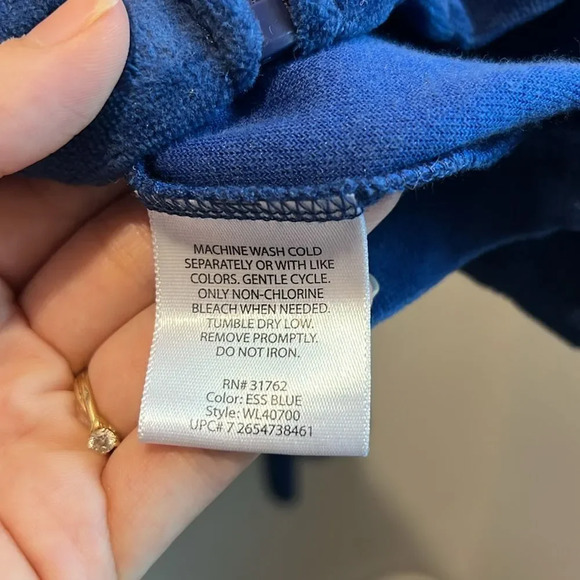 MACHINE WASH COLD
SEPARATELY OR WITH LIKE
COLORS. GENTLE CYCLE.
ONLY NON-CHLORINE
BLEACH WHEN NEEDED.
TUMBLE DRY LOW.
REMOVE PROMPTLY.
DO NOT IRON.
RN# 31762
Color: ESS BLUE
Style: WL40700
UPC# 7 2654738461